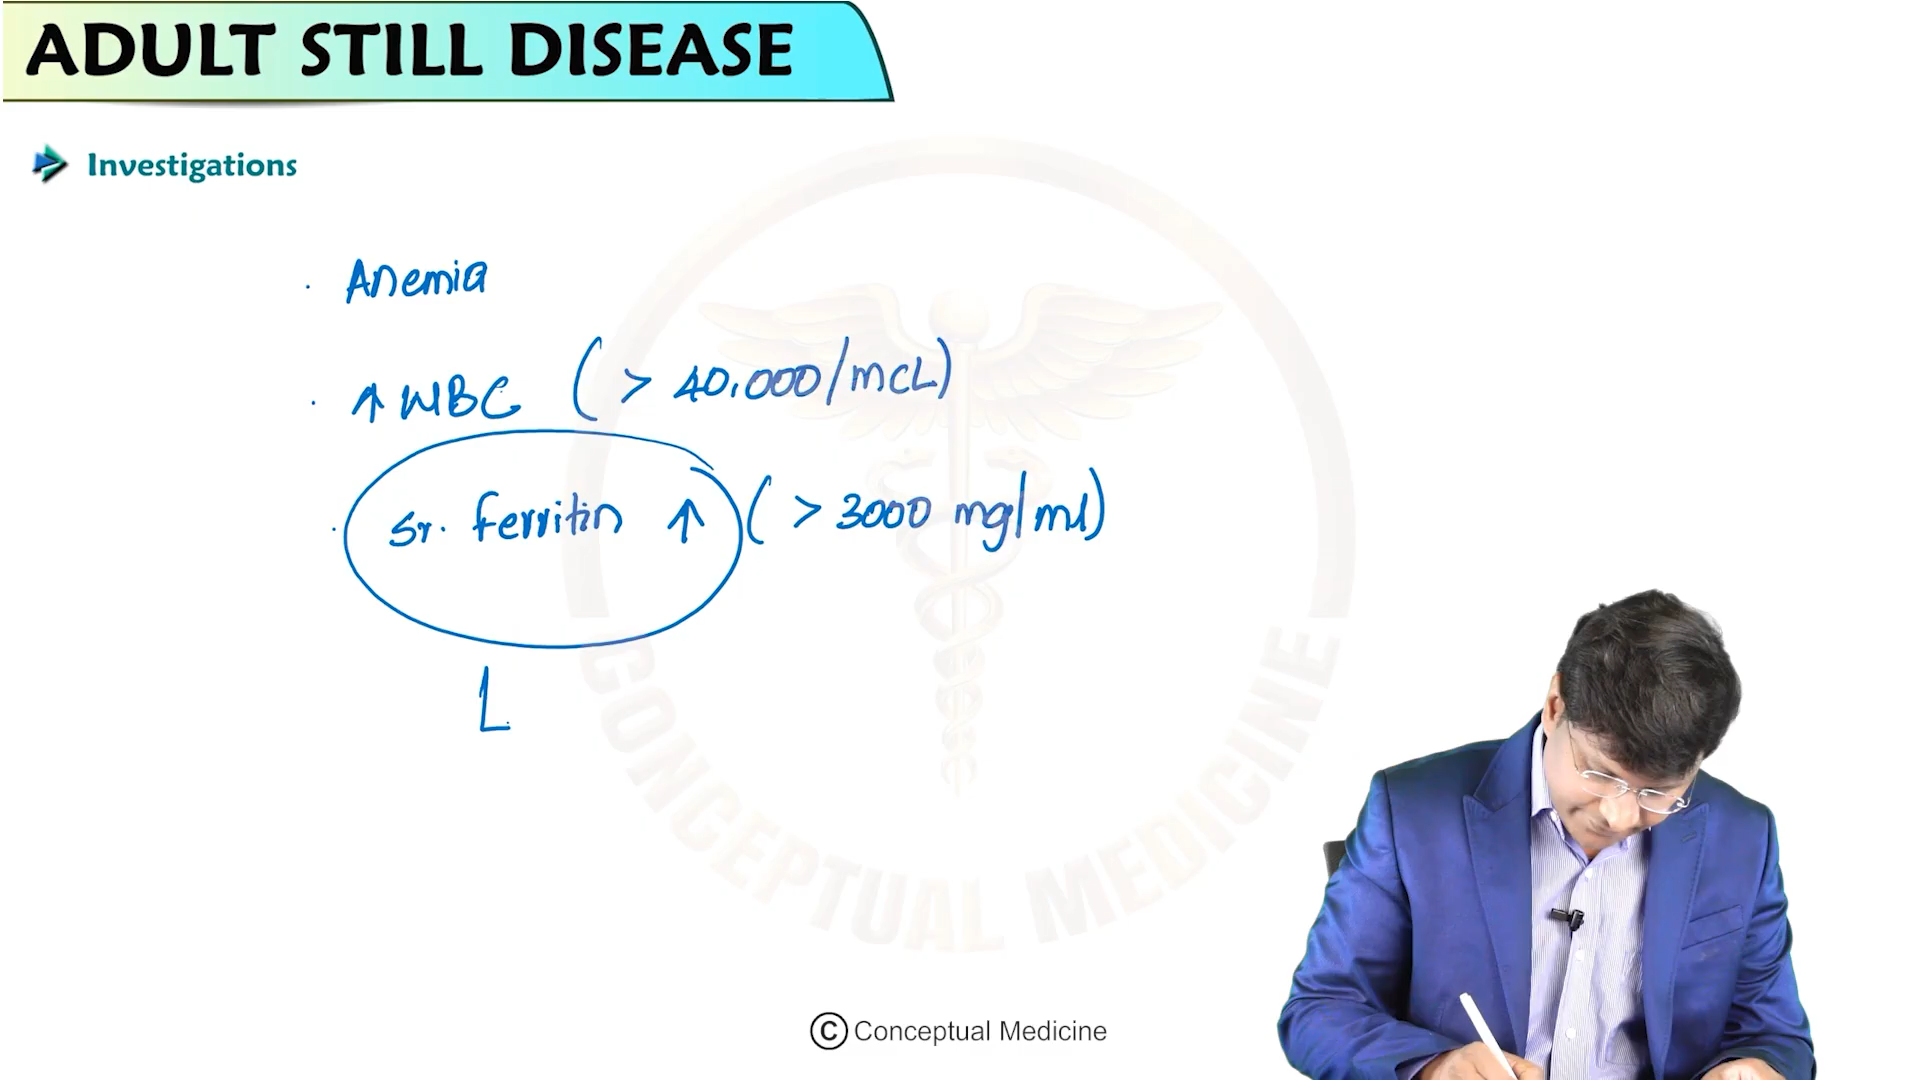 ADULT STILL DISEASE
Investigations
· Anemia
· ↑ WBC ( > 40,000/mcL)
· Sr. Ferritin ↑ ( > 3000 mg/ml)
L
CONCEPTUAL MEDICINE
© Conceptual Medicine